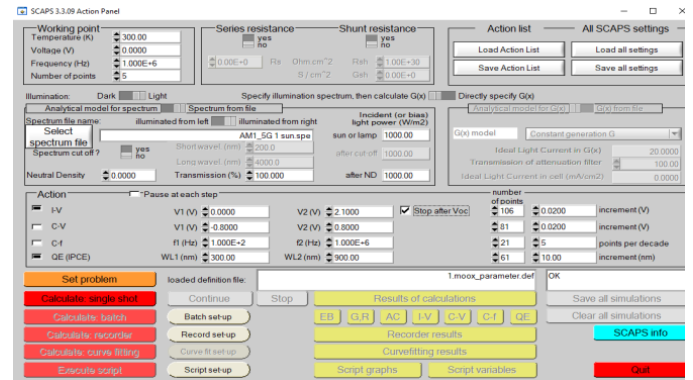 SCAPS 3.3.09 Action Panel
Working point
Temperature (K) 300.00
Voltage (V) 0.0000
Frequency (Hz) 1.000E+6
Number of points 5
Series resistance
yes
no
0.00E+0 Rs Ohm.cm^2
Shunt resistance
yes
no
Rsh 1.00E+30
S / cm^2 Gsh 0.00E+0
Action list
Load Action List
Save Action List
All SCAPS settings
Load all settings
Save all settings
Illumination: Dark Light Specify illumination spectrum, then calculate G(x) Directly specify G(x)
Analytical model for spectrum Spectrum from file
Spectrum file name: illuminated from left illuminated from right
Incident (or bias)
light power (W/m2)
Select
spectrum file
AM1_5G 1 sun.spe
sun or lamp 1000.00
Spectrum cut off ? yes
no
Short wavel. (nm) 200.0
Long wavel. (nm) 4000.0
after cut-off 1000.00
Neutral Density 0.0000 Transmission (%) 100.000 after ND 1000.00
Analytical model for G(x) G(x) from file
G(x) model Constant generation G
Ideal Light Current in G(x) 20.0000
Transmission of attenuation filter 100.00
Ideal Light Current in cell (mA/cm2) 0.0000
Action Pause at each step
number
of points
I-V V1 (V) 0.0000 V2 (V) 2.1000 Stop after Voc 106 0.0200 increment (V)
C-V V1 (V) -0.8000 V2 (V) 0.8000 81 0.0200 increment (V)
C-f f1 (Hz) 1.000E+2 f2 (Hz) 1.000E+6 21 5 points per decade
QE (IPCE) WL1 (nm) 300.00 WL2 (nm) 900.00 61 10.00 increment (nm)
Set problem loaded definition file: 1.moox_parameter.def OK
Calculate: single shot Continue Stop Results of calculations Save all simulations
Calculate: batch Batch set-up EB G,R AC I-V C-V C-f QE Clear all simulations
Calculate: recorder Record set-up Recorder results SCAPS info
Calculate: curve fitting Curve fit set-up Curvefitting results
Execute script Script set-up Script graphs Script variables Quit